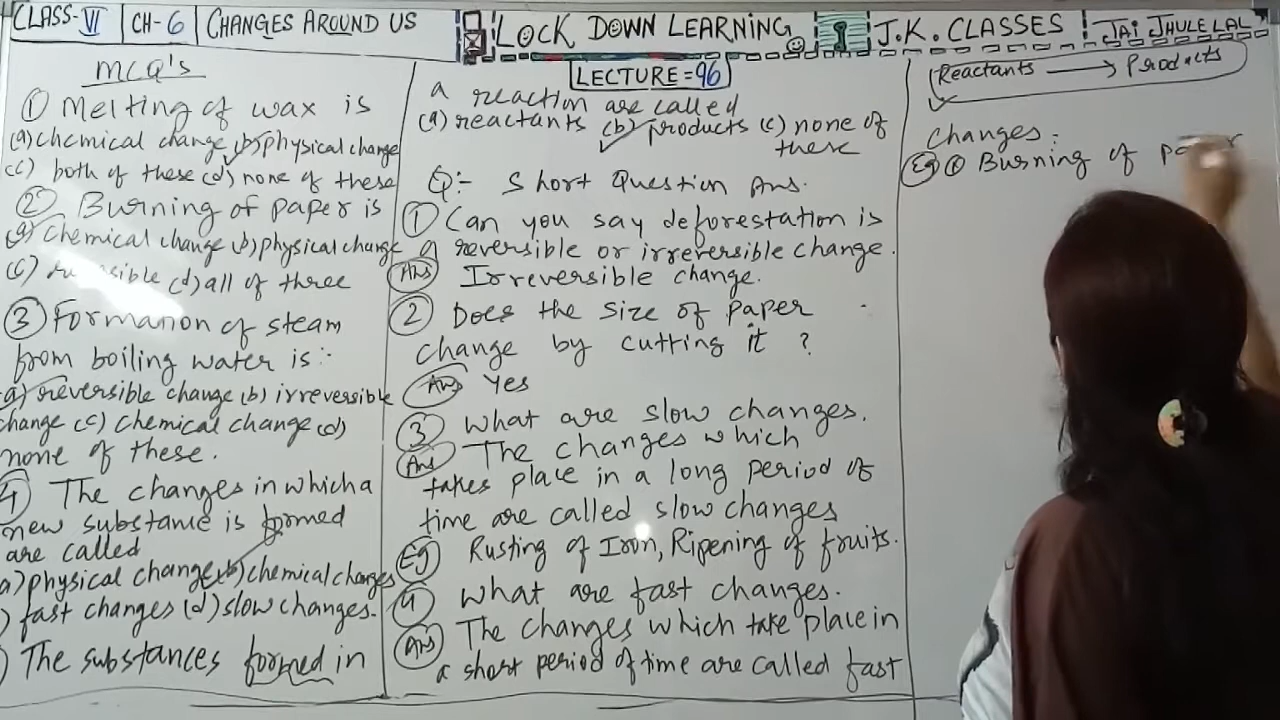 CLASS-VI | CH-6 | CHANGES AROUND US
LOCK DOWN LEARNING
J.K. CLASSES
JAI JHULELAL
MCQ's
① Melting of wax is
(a) chemical change (b) physical change
(c) both of these (d) none of these
② Burning of paper is
(a) chemical change (b) physical change
(c) reversible (d) all of three
③ Formation of steam
from boiling water is:-
a) reversible change (b) irreversible
change (c) chemical change (d)
none of these.
4 The changes in which a
new substance is formed
are called
a) physical change (b) chemical changes
) fast changes (d) slow changes.
) The substances formed in
LECTURE=96
a reaction are called
(a) reactants (b) products (c) none of
these
Q:- Short Question Ans.
① Can you say deforestation is
a reversible or irreversible change.
Ans Irreversible change.
② Does the size of paper
change by cutting it ?
Ans Yes
③ What are slow changes.
Ans The changes which
takes place in a long period of
time are called slow changes
Eg Rusting of Iron, Ripening of fruits.
4 What are fast changes.
Ans The changes which take place in
a short period of time are called fast
Reactants → Products
Changes:
Eg ① Burning of